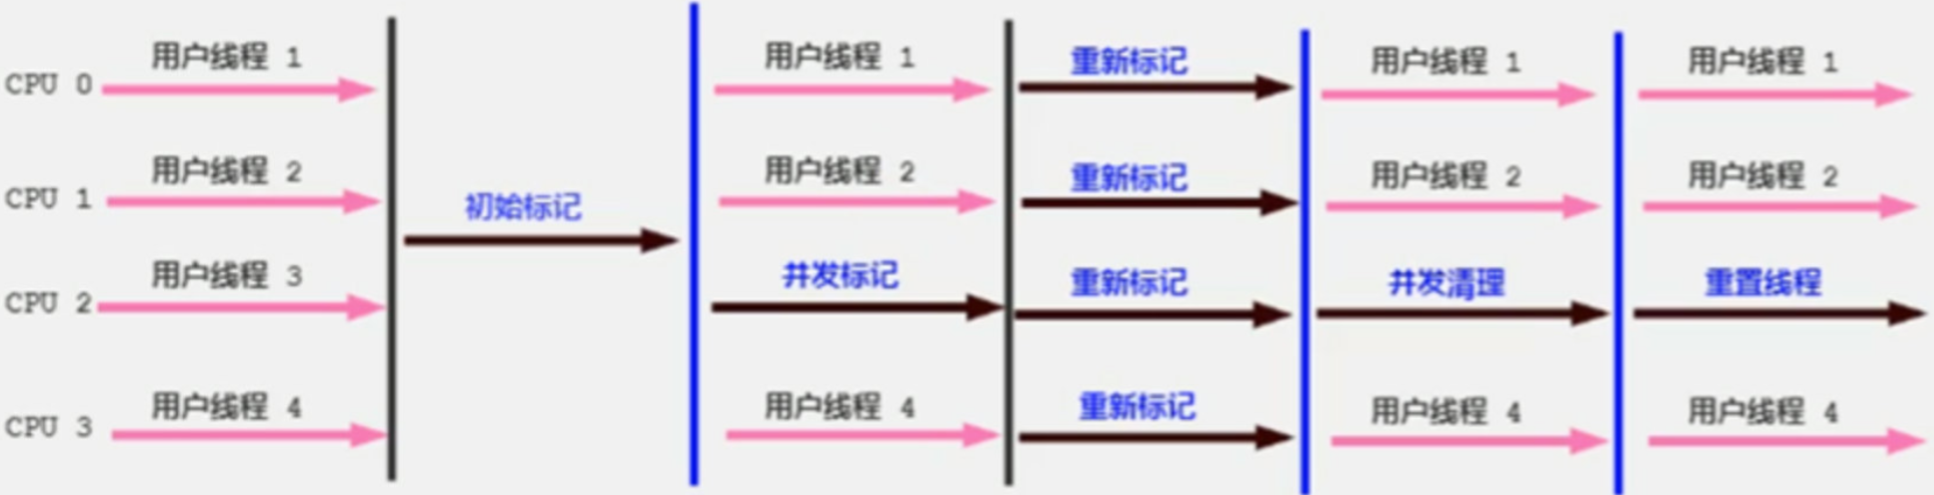 CPU 0 用户线程 1 用户线程 1 重新标记 用户线程 1 用户线程 1
CPU 1 用户线程 2 初始标记 用户线程 2 重新标记 用户线程 2 用户线程 2
CPU 2 用户线程 3 并发标记 重新标记 并发清理 重置线程
CPU 3 用户线程 4 用户线程 4 重新标记 用户线程 4 用户线程 4